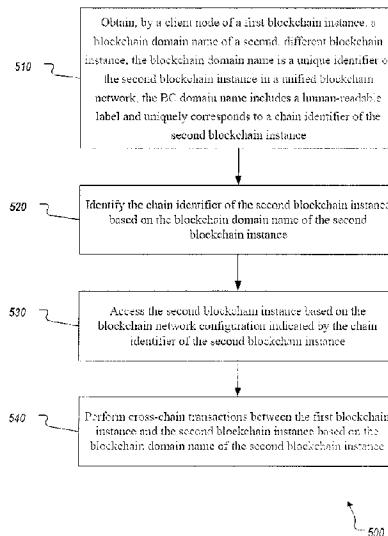 Obtain, by a client node of a first blockchain instance, a
blockchain domain name of a second, different blockchain
instance, the blockchain domain name is a unique identifier of
the second blockchain instance in a unified blockchain
network, the BC domain name includes a human-readable
label and uniquely corresponds to a chain identifier of the
second blockchain instance
510
Identify the chain identifier of the second blockchain instance
based on the blockchain domain name of the second
blockchain instance
520
Access the second blockchain instance based on the
blockchain network configuration indicated by the chain
identifier of the second blockchain instance
530
Perform cross-chain transactions between the first blockchain
instance and the second blockchain instance based on the
blockchain domain name of the second blockchain instance
540
500